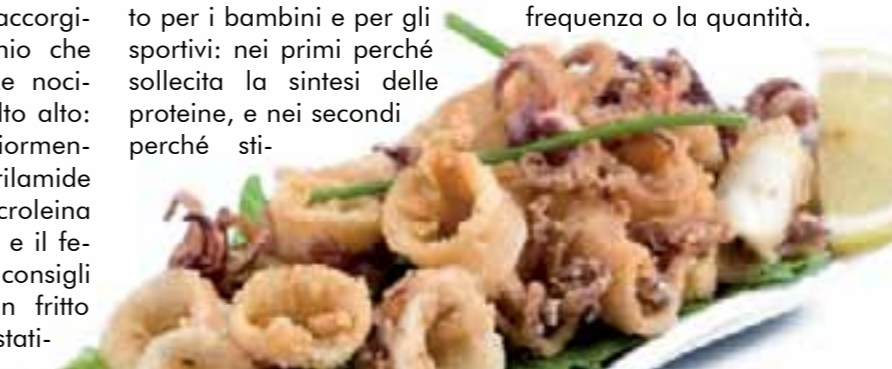 accorgi-
nio che
e noci-
lto alto:
iormen-
rilamide
croleina
e il fe-
consigli
n fritto
stati-
to per i bambini e per gli
sportivi: nei primi perché
sollecita la sintesi delle
proteine, e nei secondi
perché sti-
frequenza o la quantità.